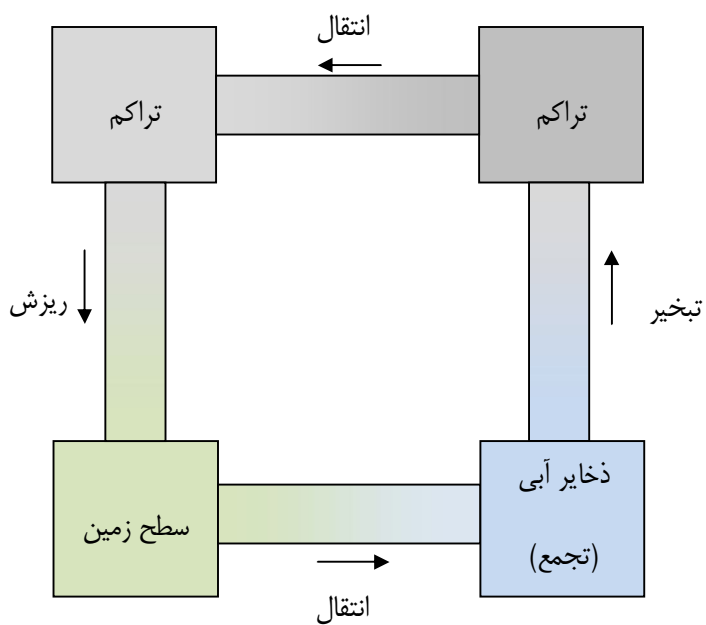 انتقال
تراکم
تراکم
تبخیر
ریزش
ذخایر آبی
(تجمع)
سطح زمین
انتقال